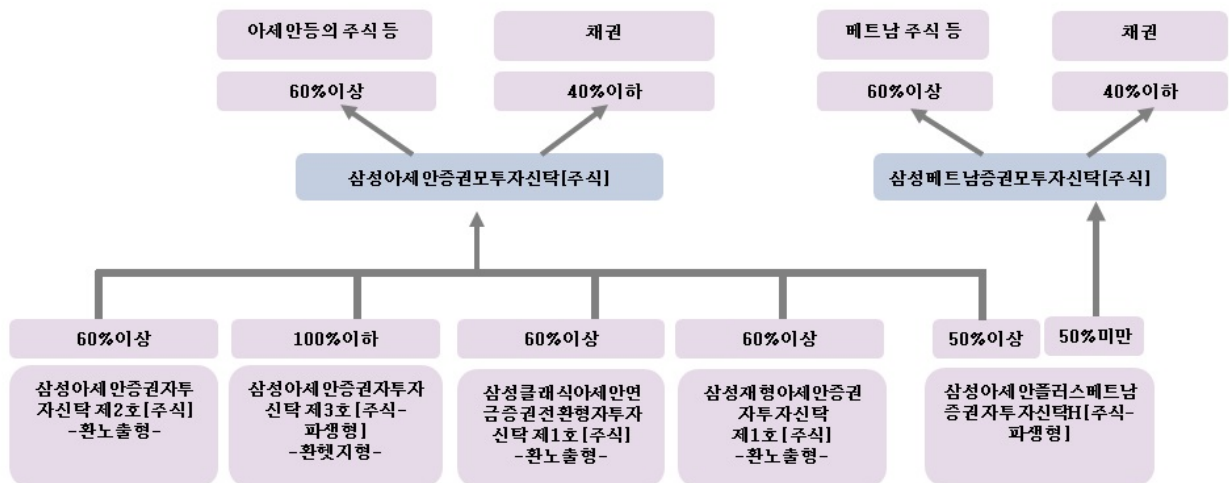 아세안등의 주식 등
채권
베트남 주식 등
채권
60%이상
40%이하
60%이상
40%이하
삼성아세안증권모투자신탁[주식]
삼성베트남증권모투자신탁[주식]
60%이상
100%이하
60%이상
60%이상
50%이상
50%미만
삼성아세안증권자투
자신탁 제2호[주식]
-환노출형-
삼성아세안증권자투자
신탁 제3호[주식-
파생형]
-환헷지형-
삼성클래식아세안연
금증권전환형자투자
신탁 제1호[주식]
-환노출형-
삼성재형아세안증권
자투자신탁
제1호[주식]
-환노출형-
삼성아세안플러스베트남
증권자투자신탁H[주식-
파생형]